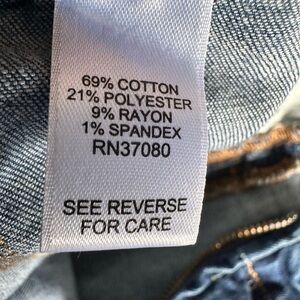 69% COTTON
21% POLYESTER
9% RAYON
1% SPANDEX
RN37080
SEE REVERSE
FOR CARE